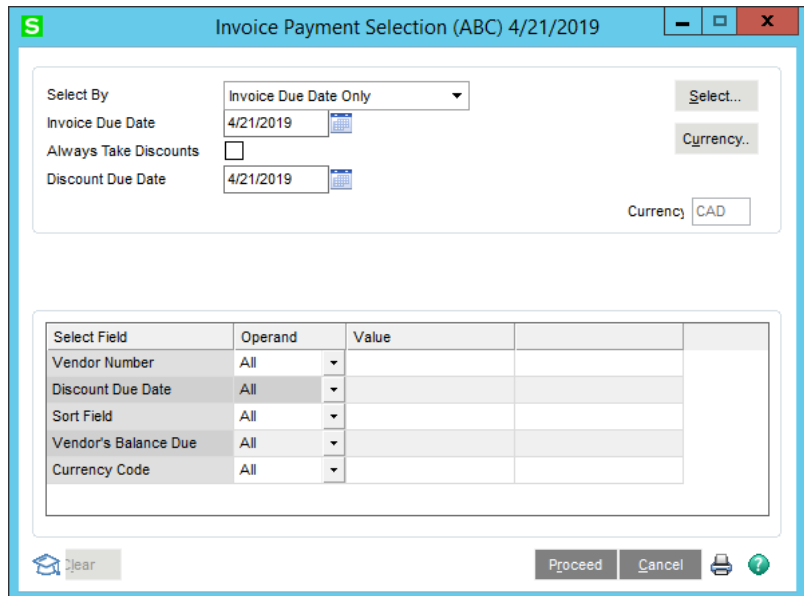 S Invoice Payment Selection (ABC) 4/21/2019
Select By Invoice Due Date Only Select...
Invoice Due Date 4/21/2019
Currency..
Always Take Discounts
Discount Due Date 4/21/2019
Currency CAD
Select Field Operand Value
Vendor Number All
Discount Due Date All
Sort Field All
Vendor's Balance Due All
Currency Code All
Clear Proceed Cancel ?